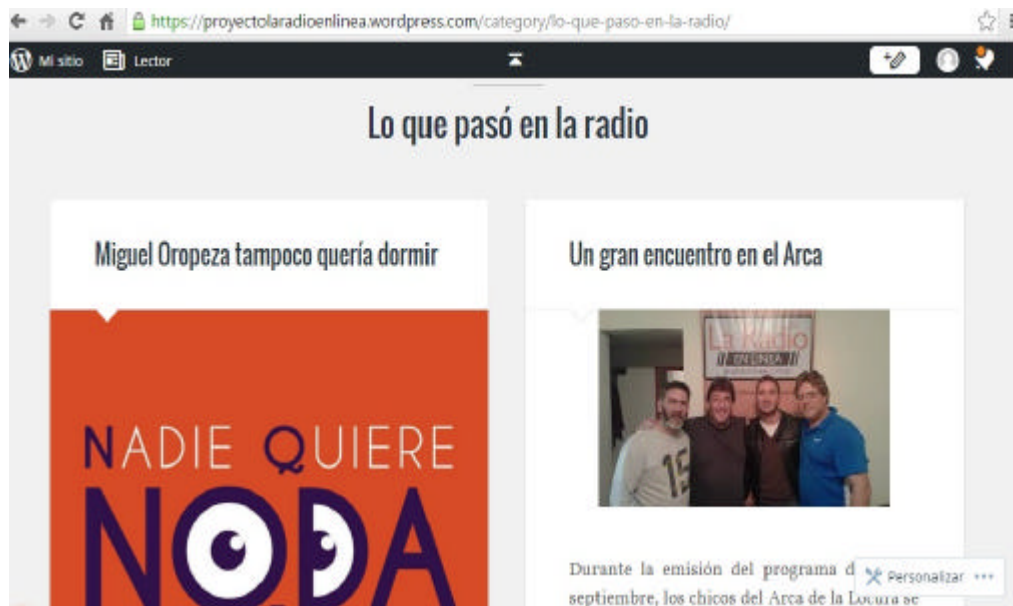 https://proyectolaradioenlinea.wordpress.com/category/lo-que-paso-en-la-radio/
Mi sitio Lector
Lo que pasó en la radio
Miguel Oropeza tampoco quería dormir
NADIE QUIERE
NODA
Un gran encuentro en el Arca
La Radio
EN LINEA
15
Durante la emisión del programa d
septiembre, los chicos del Arca de la Locura se
Personalizar